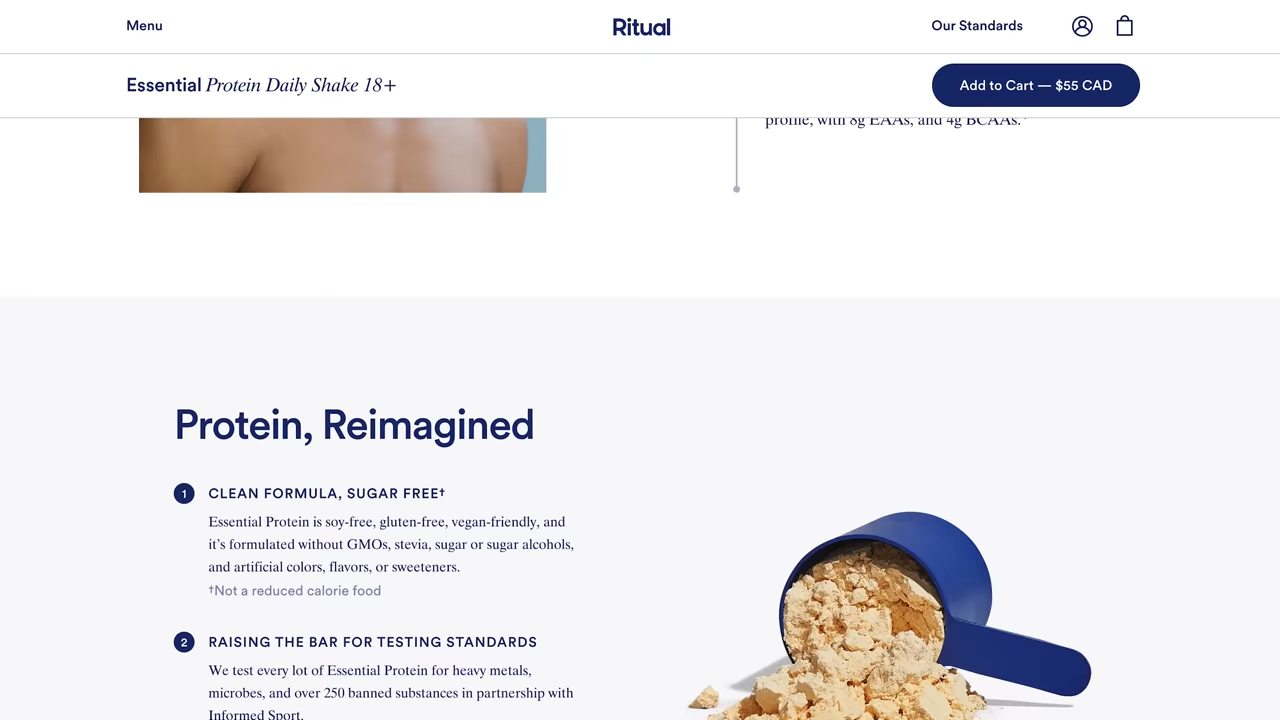 Menu
Ritual
Our Standards
Essential Protein Daily Shake 18+
Add to Cart — $55 CAD
profile, with 8g EAAs, and 4g BCAAs.*
Protein, Reimagined
1 CLEAN FORMULA, SUGAR FREE†
Essential Protein is soy-free, gluten-free, vegan-friendly, and
it’s formulated without GMOs, stevia, sugar or sugar alcohols,
and artificial colors, flavors, or sweeteners.
†Not a reduced calorie food
2 RAISING THE BAR FOR TESTING STANDARDS
We test every lot of Essential Protein for heavy metals,
microbes, and over 250 banned substances in partnership with
Informed Sport.